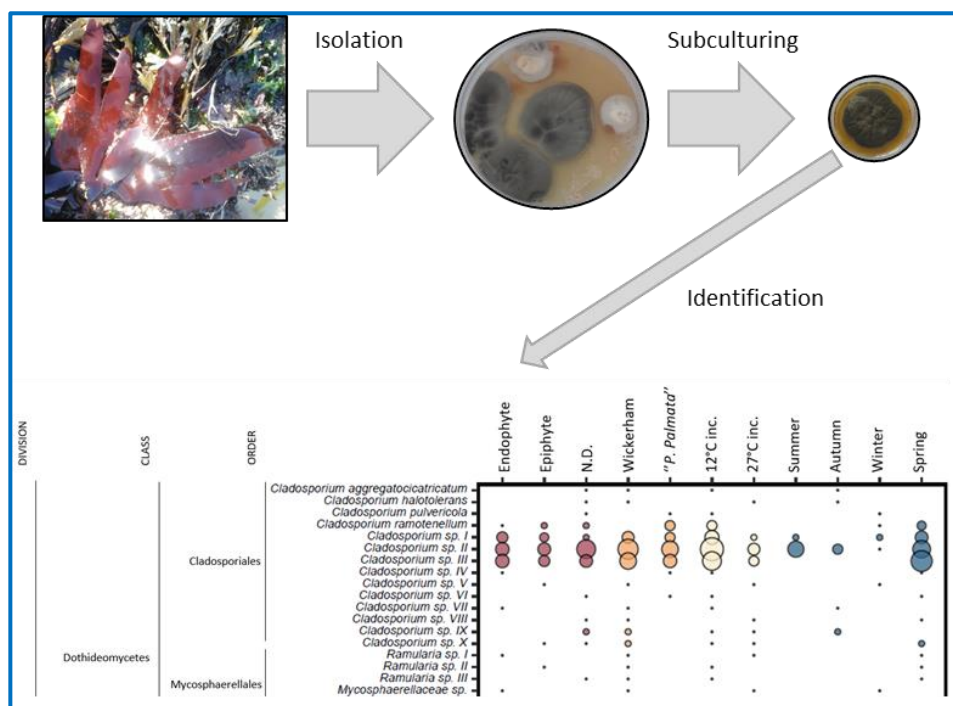 Isolation
Subculturing
Identification
DIVISION
CLASS
ORDER
Endophyte
Epiphyte
N.D.
Wickerham
"P. Palmata"
12°C inc.
27°C inc.
Summer
Autumn
Winter
Spring
Cladosporium aggregatocicatricatum
Cladosporium halotolerans
Cladosporium pulvericola
Cladosporium ramotenellum
Cladosporium sp. I
Cladosporium sp. II
Cladosporiales
Cladosporium sp. III
Cladosporium sp. IV
Cladosporium sp. V
Cladosporium sp. VI
Cladosporium sp. VII
Cladosporium sp. VIII
Cladosporium sp. IX
Cladosporium sp. X
Dothideomycetes
Ramularia sp. I
Ramularia sp. II
Mycosphaerellales
Ramularia sp. III
Mycosphaerellaceae sp.